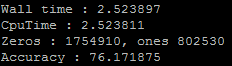 Wall time : 2.523897
CpuTime : 2.523811
Zeros : 1754910, ones 802530
Accuracy : 76.171875